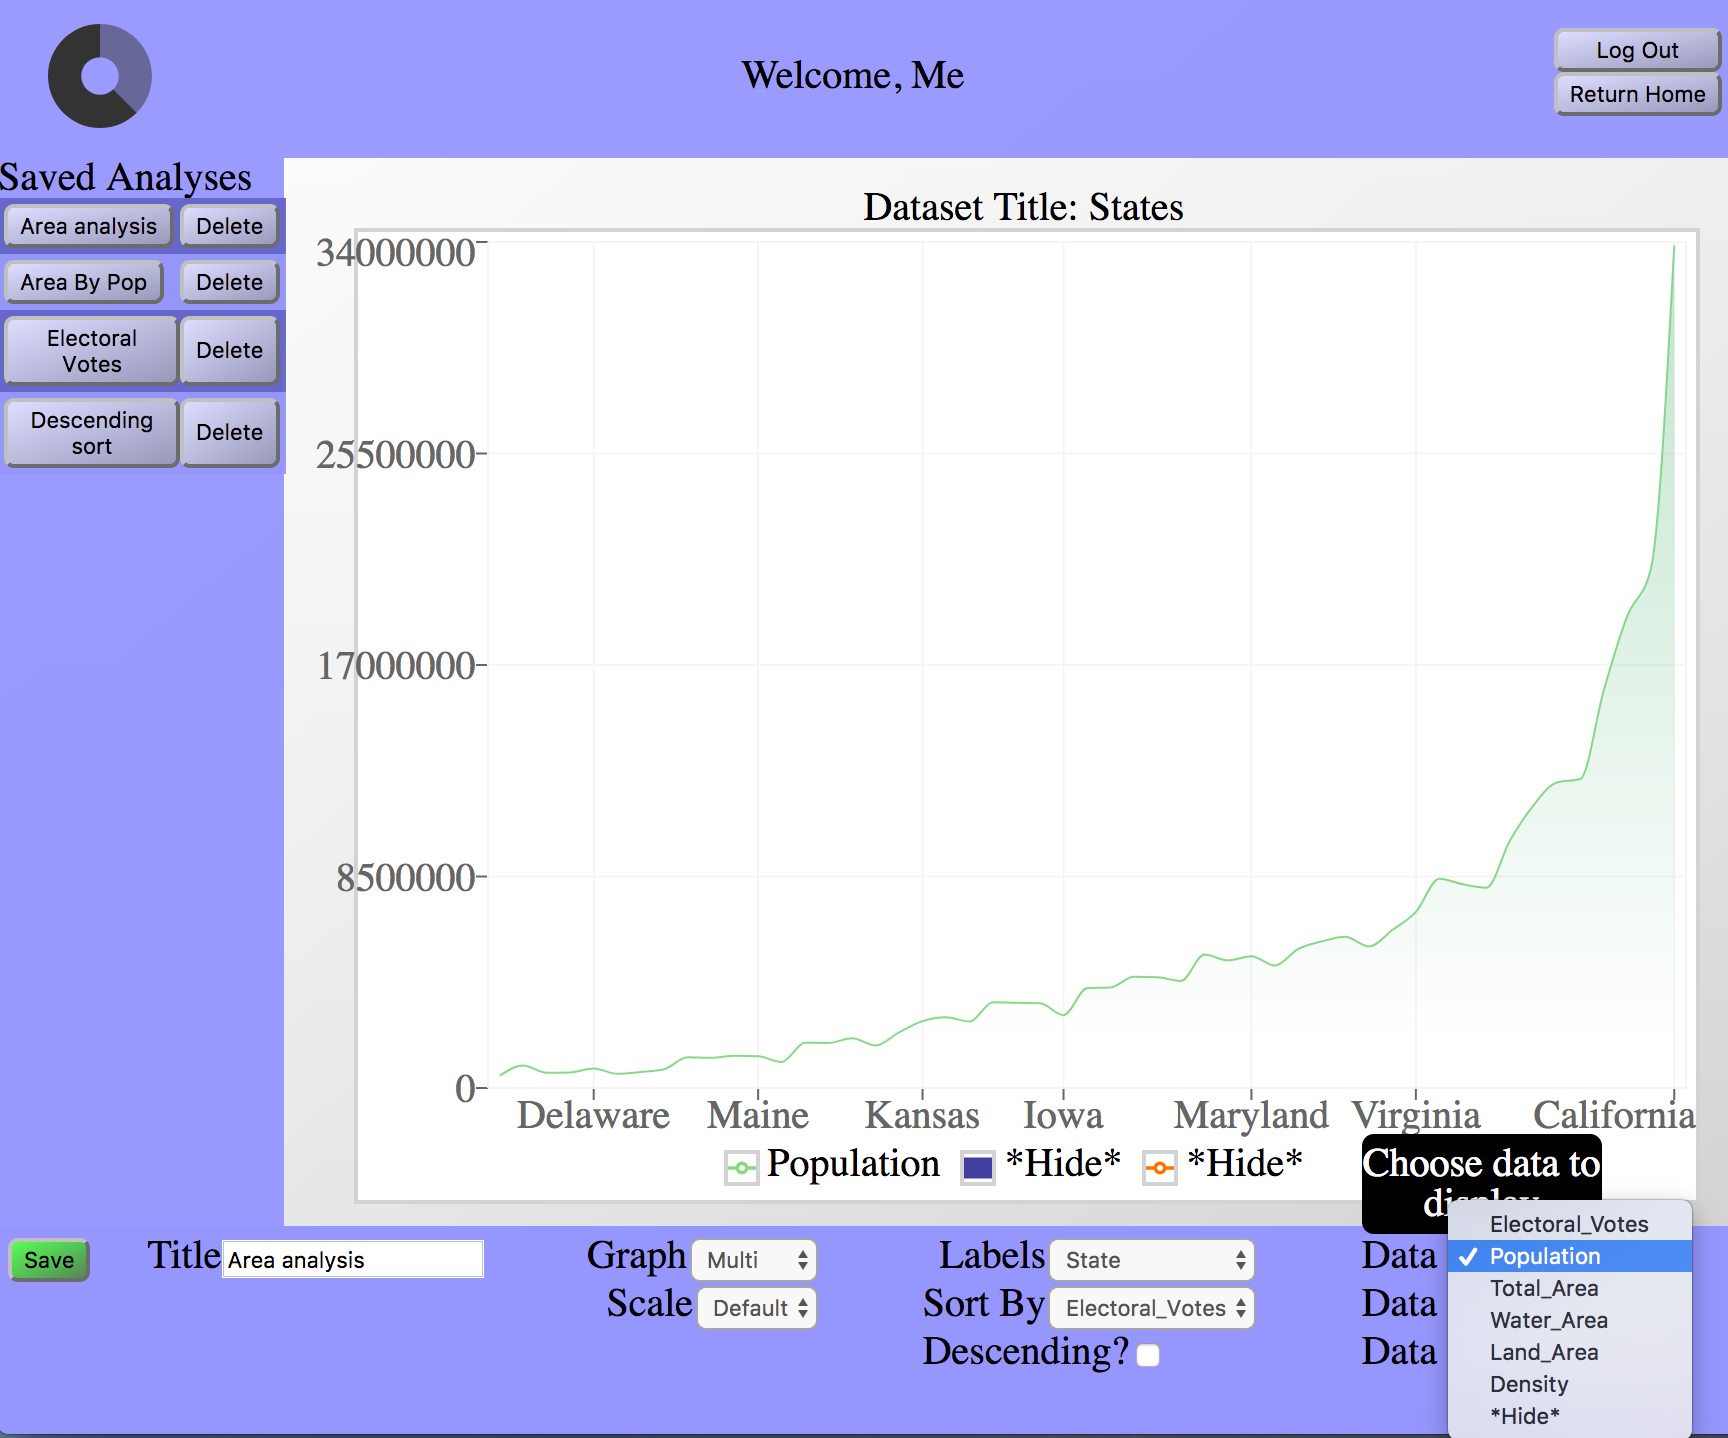 Welcome, Me
Log Out
Return Home
Saved Analyses
Area analysis Delete
Area By Pop Delete
Electoral
Votes
Delete
Descending
sort
Delete
Dataset Title: States
34000000
25500000
17000000
8500000
0
Delaware Maine Kansas Iowa Maryland Virginia California
Population *Hide* *Hide*
Choose data to
display
Save
Title Area analysis
Graph Multi
Scale Default
Labels State
Sort By Electoral_Votes
Descending?
Data
Data
Data
Electoral_Votes
✓ Population
Total_Area
Water_Area
Land_Area
Density
*Hide*